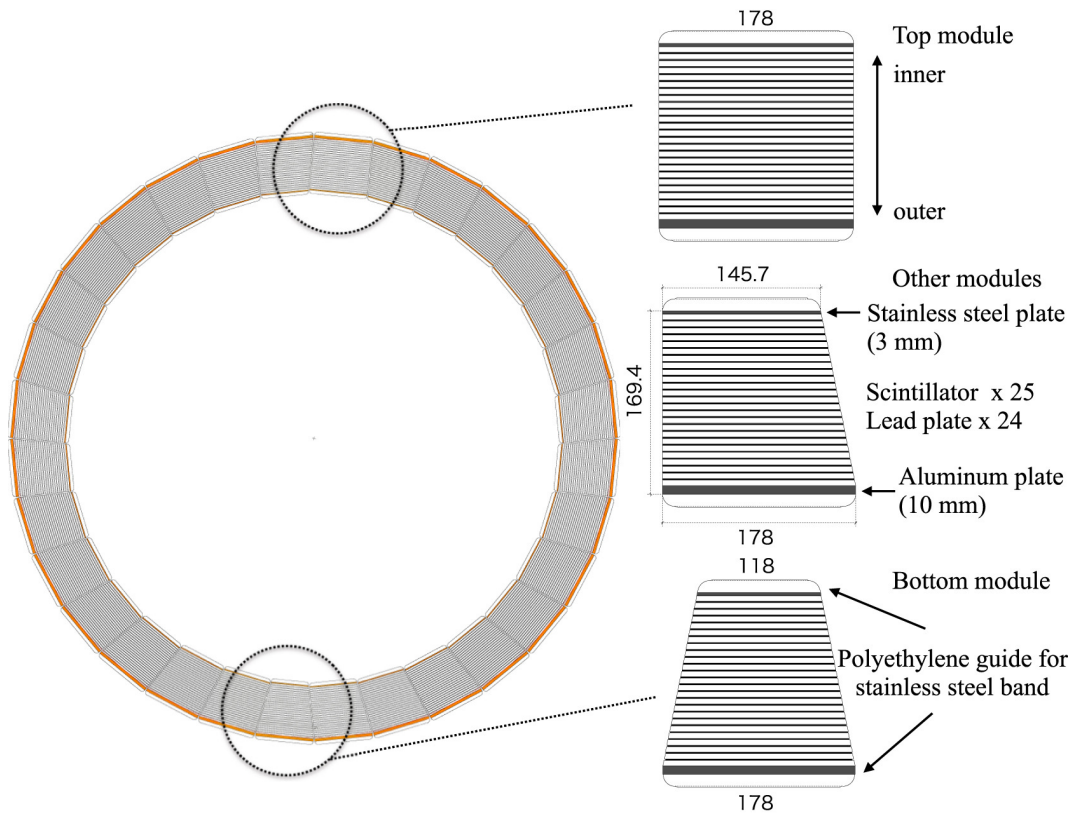 178
Top module
inner
outer
145.7
Other modules
Stainless steel plate
(3 mm)
169.4
Scintillator x 25
Lead plate x 24
Aluminum plate
(10 mm)
178
118
Bottom module
Polyethylene guide for
stainless steel band
178